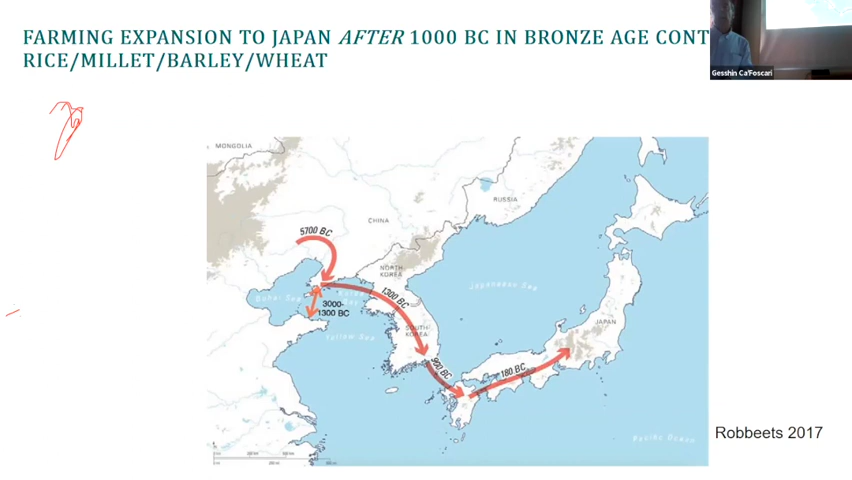 FARMING EXPANSION TO JAPAN AFTER 1000 BC IN BRONZE AGE CONT
RICE/MILLET/BARLEY/WHEAT
Gesshin Ca'Foscari
MONGOLIA
RUSSIA
CHINA
5700 BC
NORTH
KOREA
Japanese Sea
Bohai Sea
1300 BC
3000-
1300 BC
JAPAN
SOUTH
KOREA
Yellow Sea
900 BC
180 BC
Robbeets 2017
Pacific Ocean